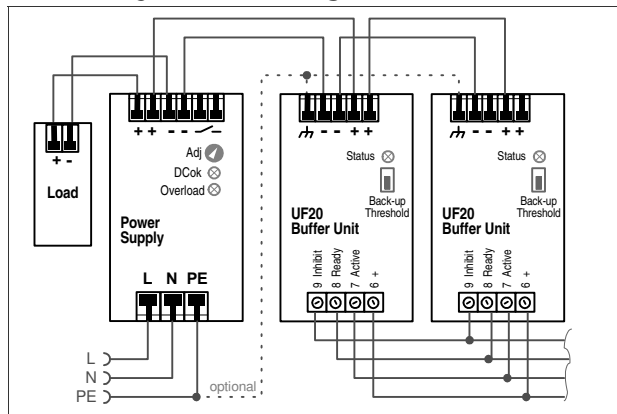 + + - -
- - + +
- - + +
+ -
Load
Adj
DCok
Overload
Power
Supply
L N PE
Status
Back-up
Threshold
UF20
Buffer Unit
9 Inhibit
8 Ready
7 Active
6 +
Status
Back-up
Threshold
UF20
Buffer Unit
9 Inhibit
8 Ready
7 Active
6 +
L
N
PE
optional